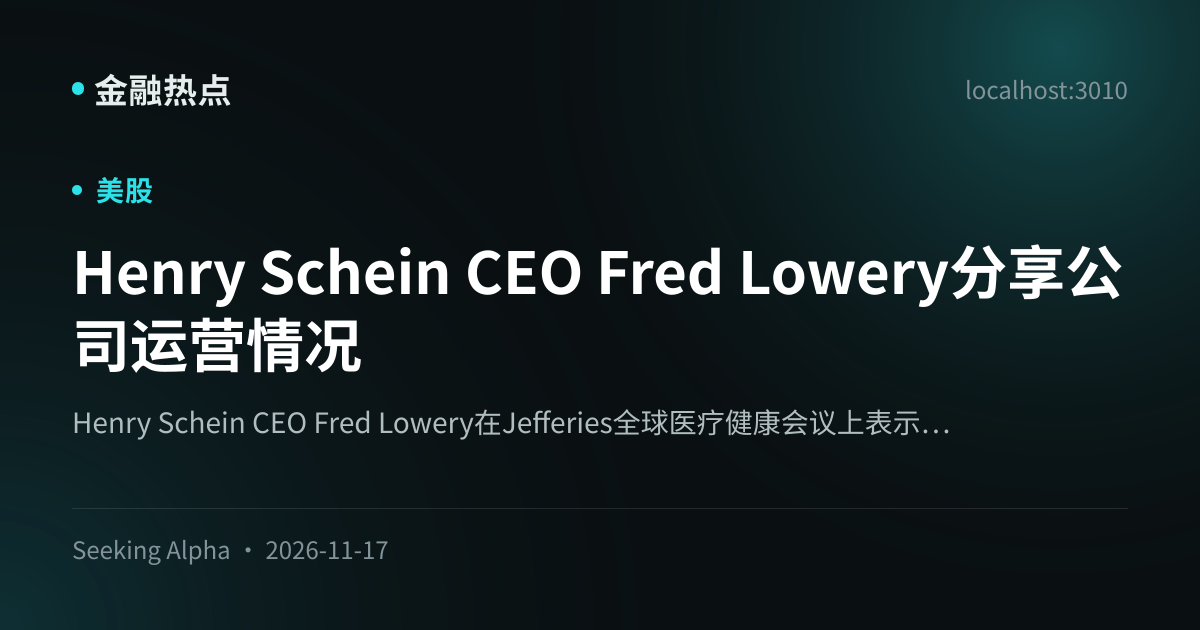 金融热点
localhost:3010
美股
Henry Schein CEO Fred Lowery分享公
司运营情况
Henry Schein CEO Fred Lowery在Jefferies全球医疗健康会议上表示…
Seeking Alpha · 2026-11-17